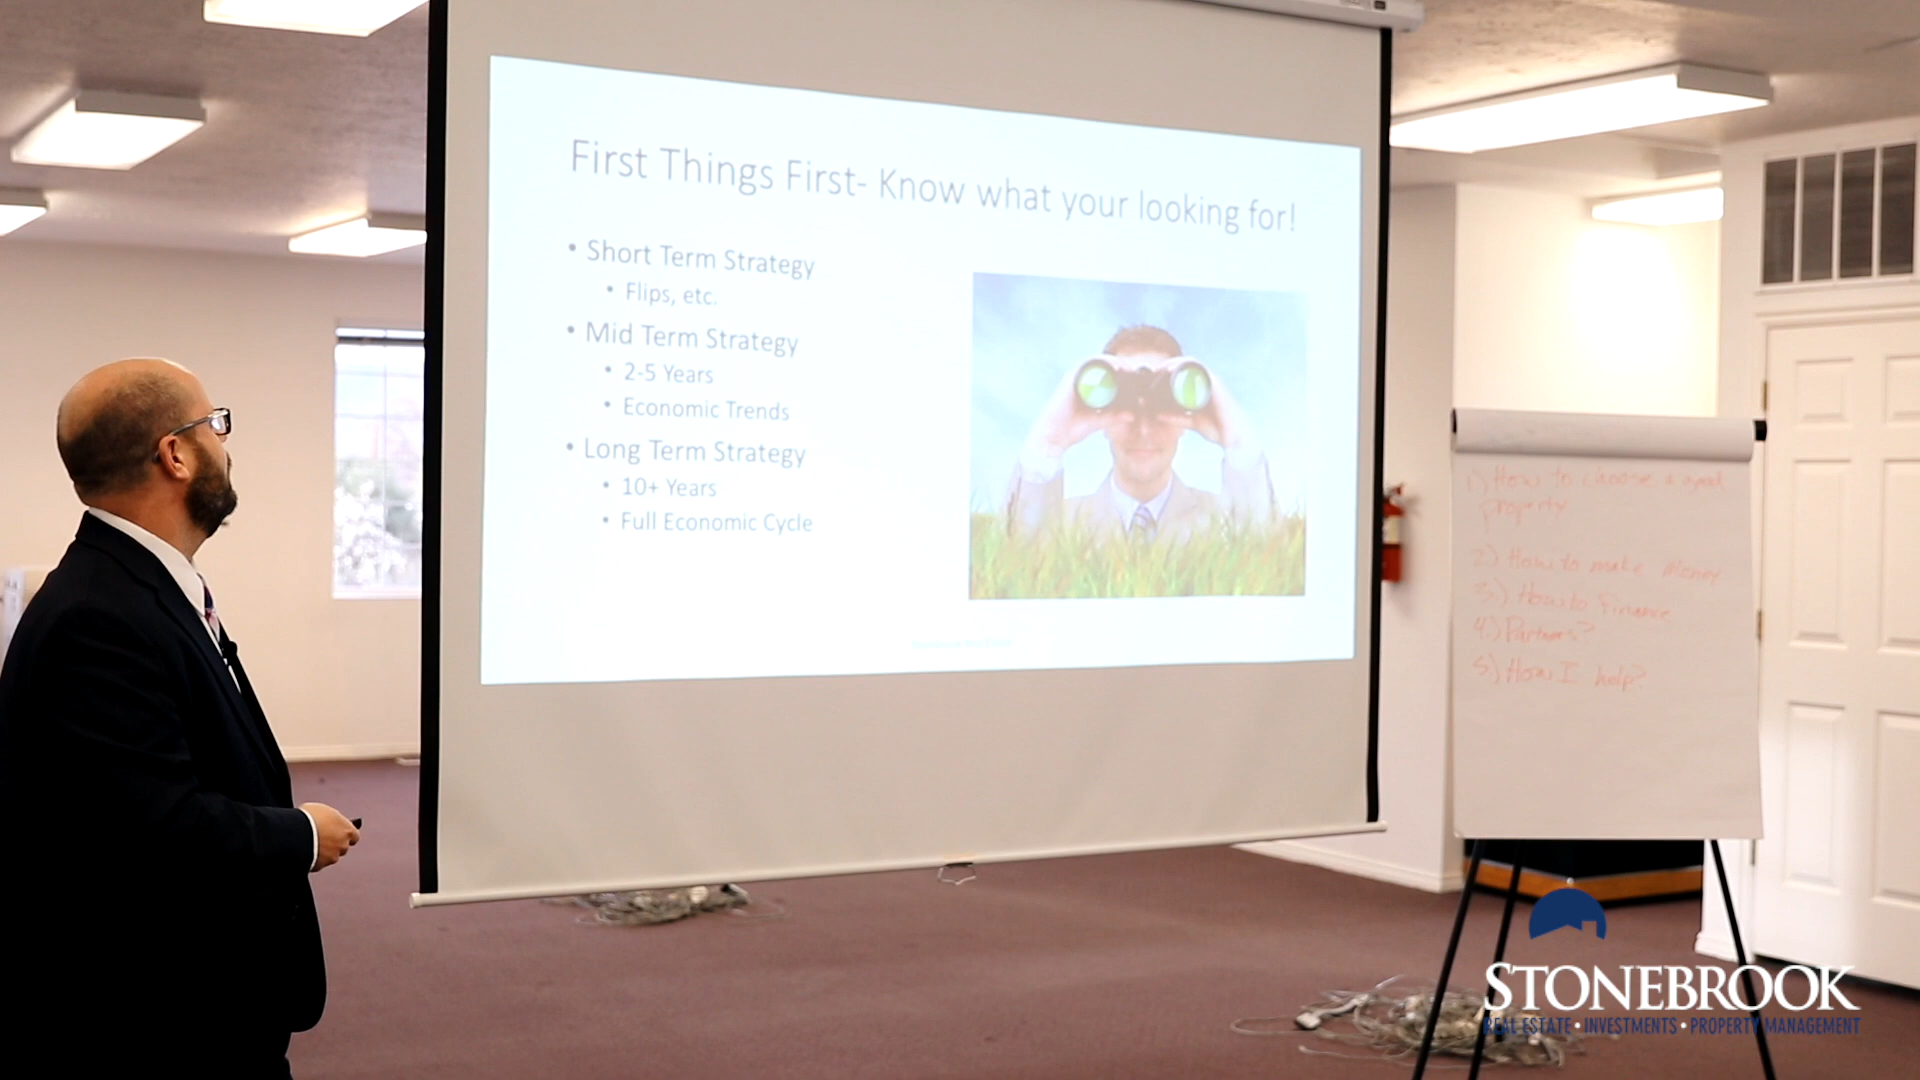 First Things First- Know what your looking for!
• Short Term Strategy
• Flips, etc.
• Mid Term Strategy
• 2-5 Years
• Economic Trends
• Long Term Strategy
• 10+ Years
• Full Economic Cycle
1) How to choose a good
property
2) How to make Money
3.) How to Finance
4.) Partners?
5.) How I help?
STONEBROOK
REAL ESTATE • INVESTMENTS • PROPERTY MANAGEMENT